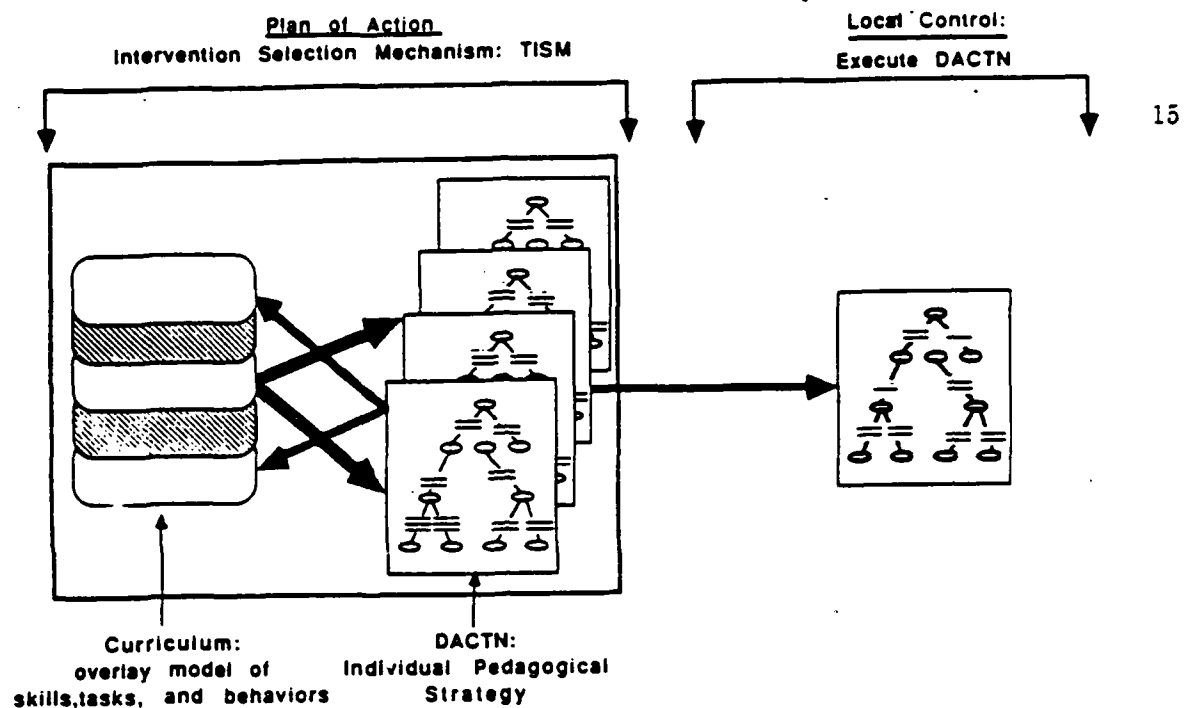 Plan of Action
Intervention Selection Mechanism: TISM
Local Control:
Execute DACTN
15
Curriculum:
overlay model of
skills,tasks, and behaviors
DACTN:
Individual Pedagogical
Strategy